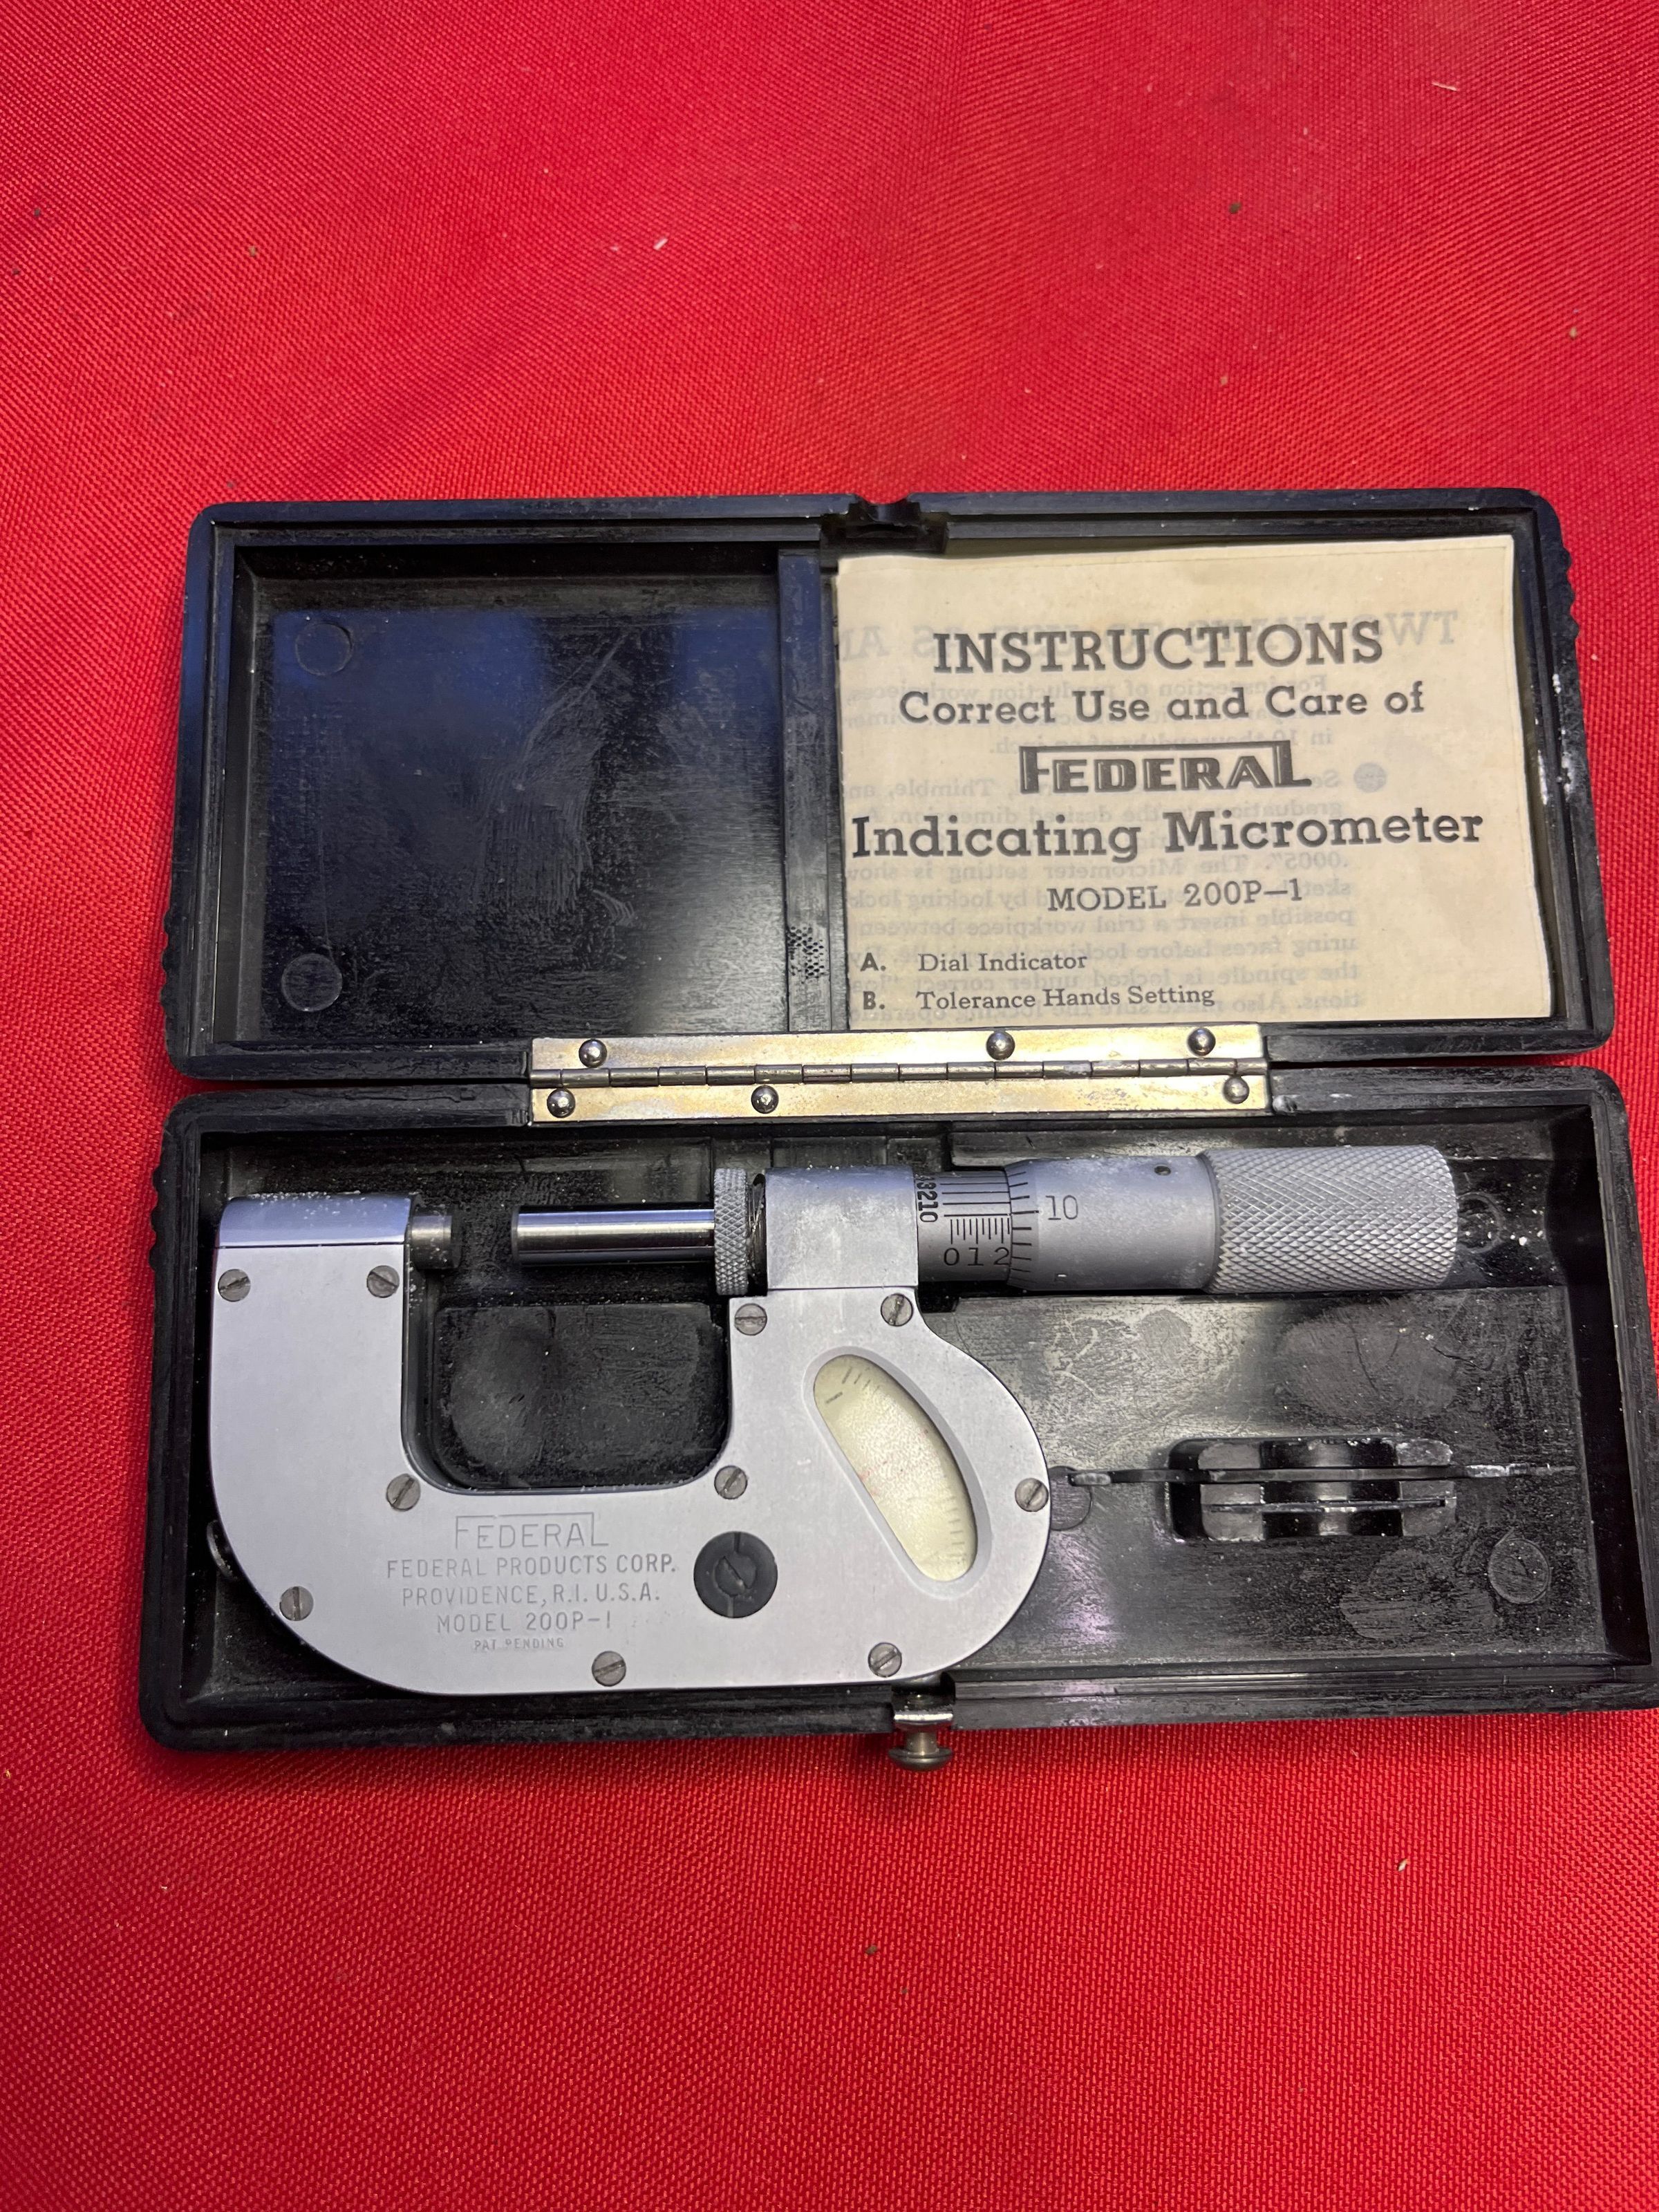 INSTRUCTIONS
Correct Use and Care of
FEDERAL
Indicating Micrometer
MODEL 200P-1
A. Dial Indicator
B. Tolerance Hands Setting
3210
10
0 1 2
FEDERAL
FEDERAL PRODUCTS CORP.
PROVIDENCE, R.I. U.S.A.
MODEL 200P-1
PAT. PENDING